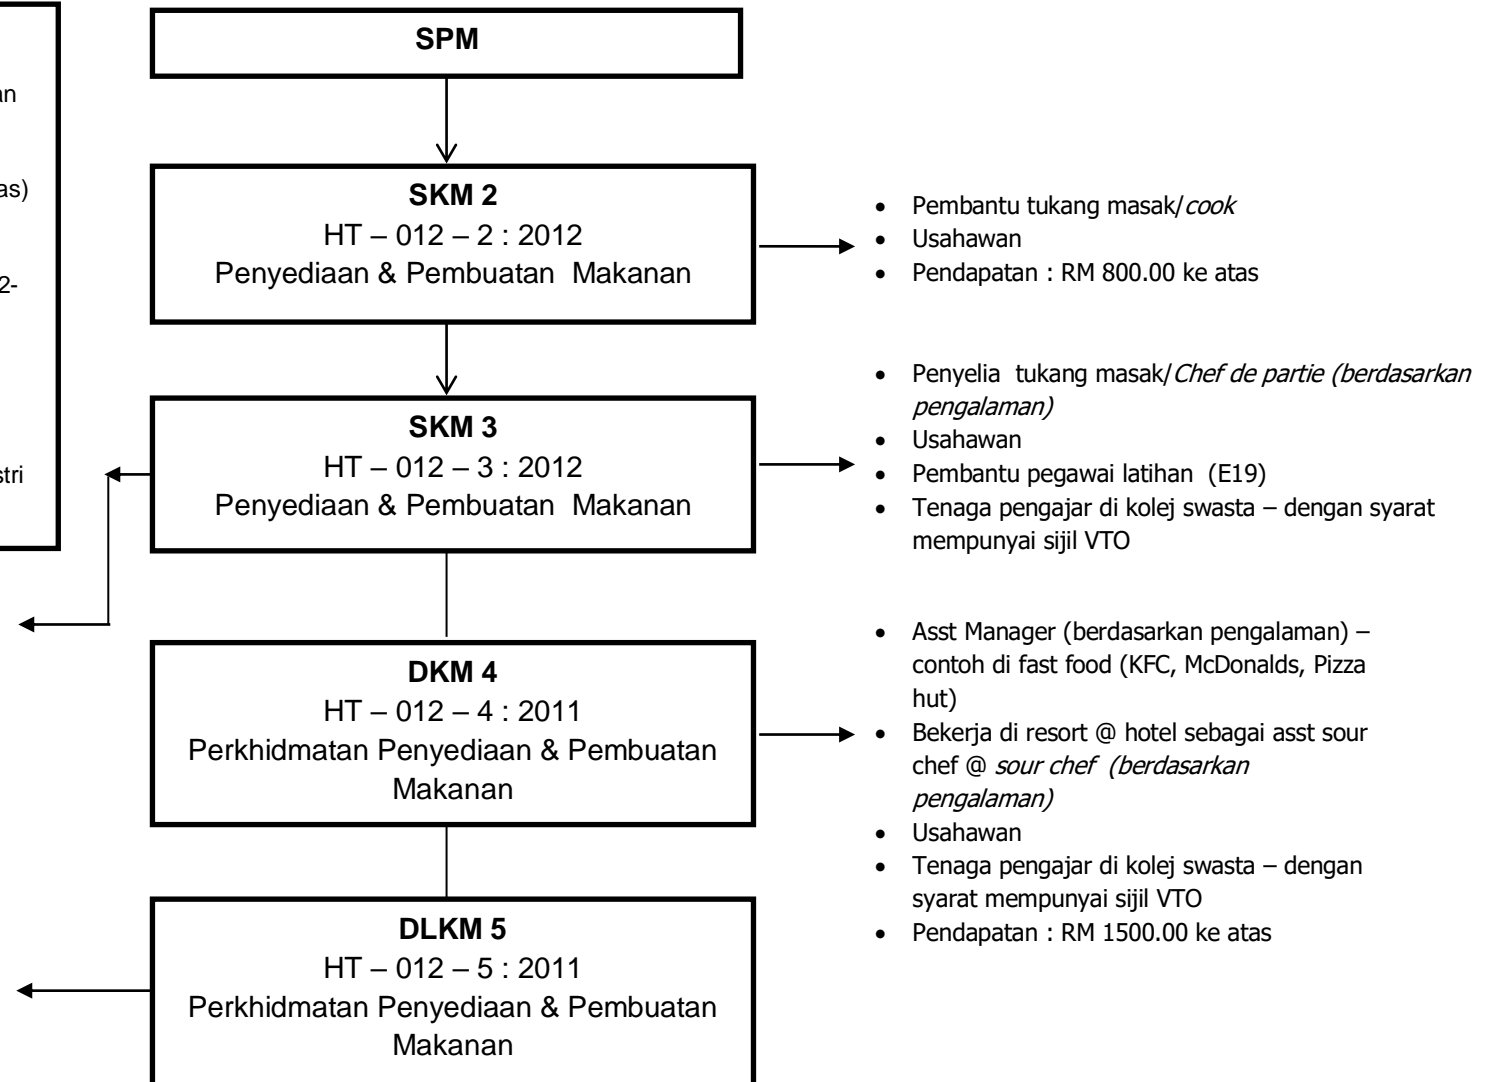 an
as)
2-
stri
SPM
SKM 2
HT – 012 – 2 : 2012
Penyediaan & Pembuatan Makanan
• Pembantu tukang masak/cook
• Usahawan
• Pendapatan : RM 800.00 ke atas
SKM 3
HT – 012 – 3 : 2012
Penyediaan & Pembuatan Makanan
• Penyelia tukang masak/Chef de partie (berdasarkan
pengalaman)
• Usahawan
• Pembantu pegawai latihan (E19)
• Tenaga pengajar di kolej swasta – dengan syarat
mempunyai sijil VTO
DKM 4
HT – 012 – 4 : 2011
Perkhidmatan Penyediaan & Pembuatan
Makanan
• Asst Manager (berdasarkan pengalaman) –
contoh di fast food (KFC, McDonalds, Pizza
hut)
• Bekerja di resort @ hotel sebagai asst sour
chef @ sour chef (berdasarkan
pengalaman)
• Usahawan
• Tenaga pengajar di kolej swasta – dengan
syarat mempunyai sijil VTO
• Pendapatan : RM 1500.00 ke atas
DLKM 5
HT – 012 – 5 : 2011
Perkhidmatan Penyediaan & Pembuatan
Makanan